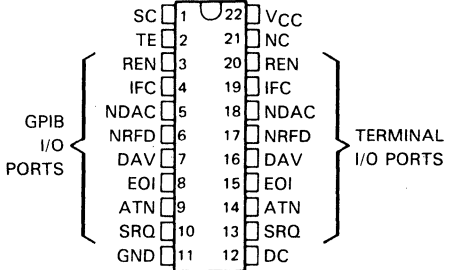 SC 1 22 VCC
TE 2 21 NC
REN 3 20 REN
IFC 4 19 IFC
NDAC 5 18 NDAC
NRFD 6 17 NRFD
DAV 7 16 DAV
EOI 8 15 EOI
ATN 9 14 ATN
SRQ 10 13 SRQ
GND 11 12 DC
GPIB
I/O
PORTS
TERMINAL
I/O PORTS